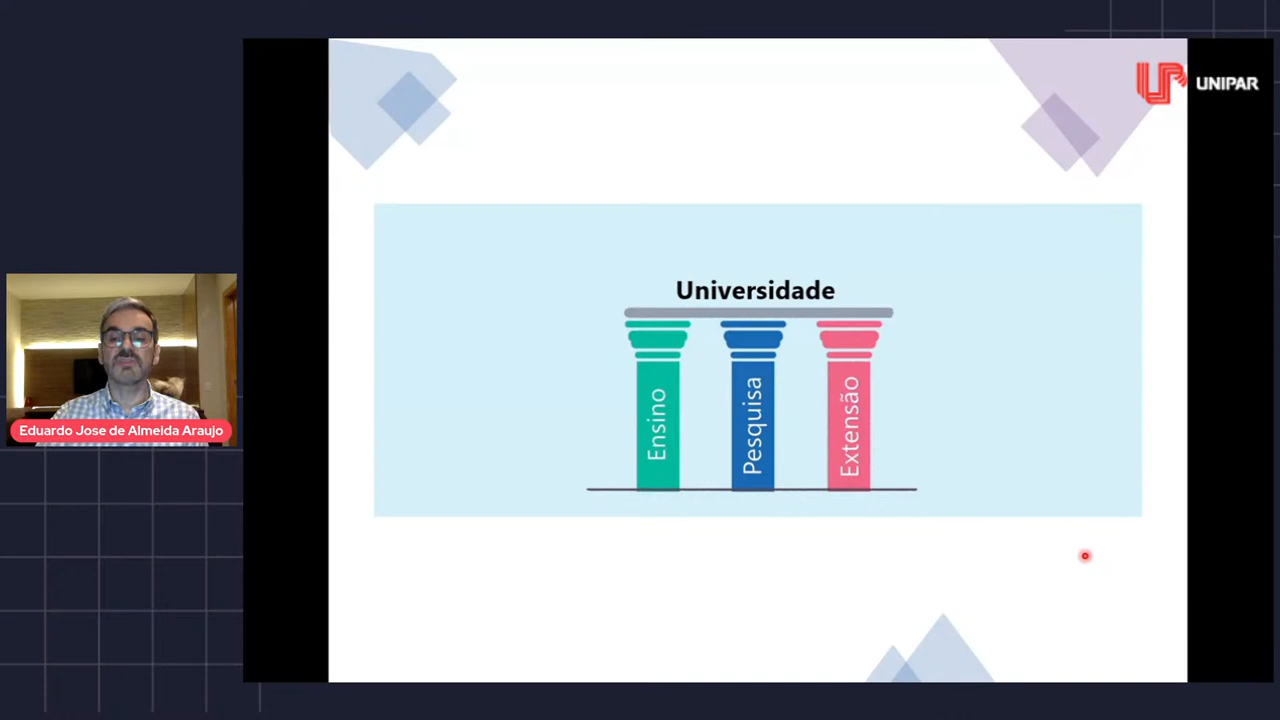 UNIPAR
Universidade
Ensino
Pesquisa
Extensão
Eduardo Jose de Almeida Araujo